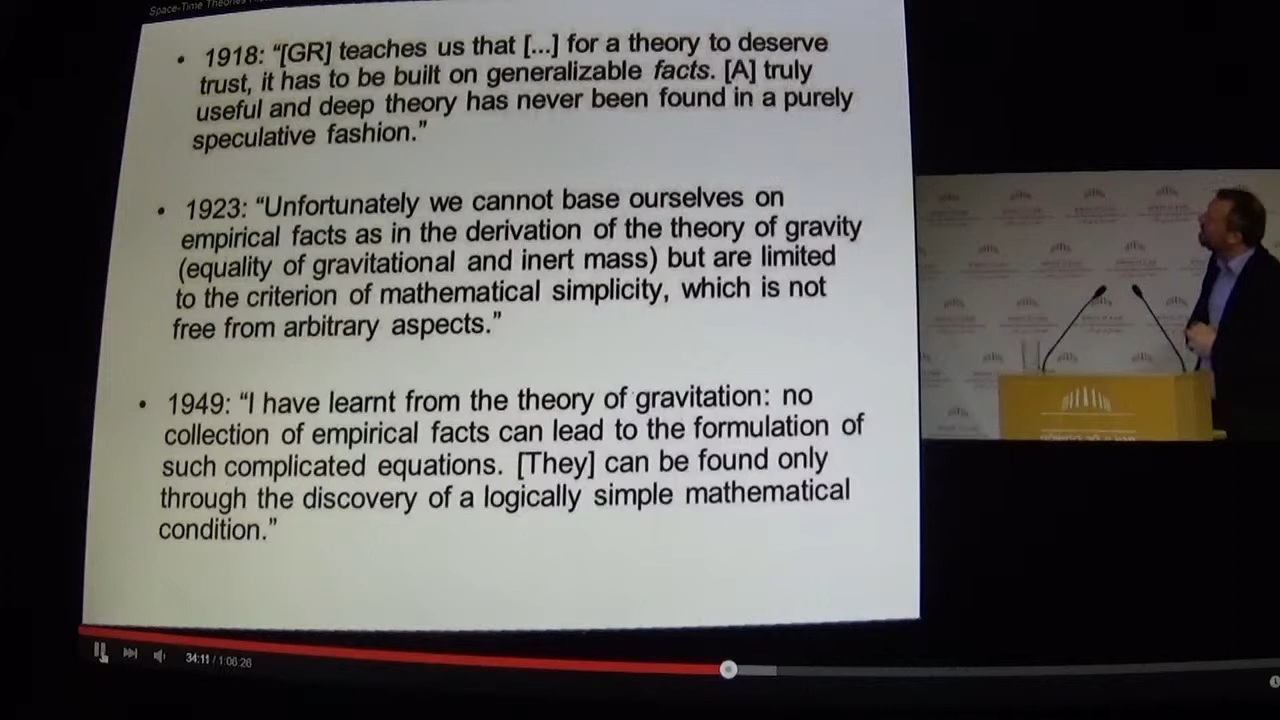 Space-Time Theories
• 1918: “[GR] teaches us that [...] for a theory to deserve
trust, it has to be built on generalizable facts. [A] truly
useful and deep theory has never been found in a purely
speculative fashion.”
• 1923: “Unfortunately we cannot base ourselves on
empirical facts as in the derivation of the theory of gravity
(equality of gravitational and inert mass) but are limited
to the criterion of mathematical simplicity, which is not
free from arbitrary aspects.”
• 1949: “I have learnt from the theory of gravitation: no
collection of empirical facts can lead to the formulation of
such complicated equations. [They] can be found only
through the discovery of a logically simple mathematical
condition.”
34:11 / 1:06:26